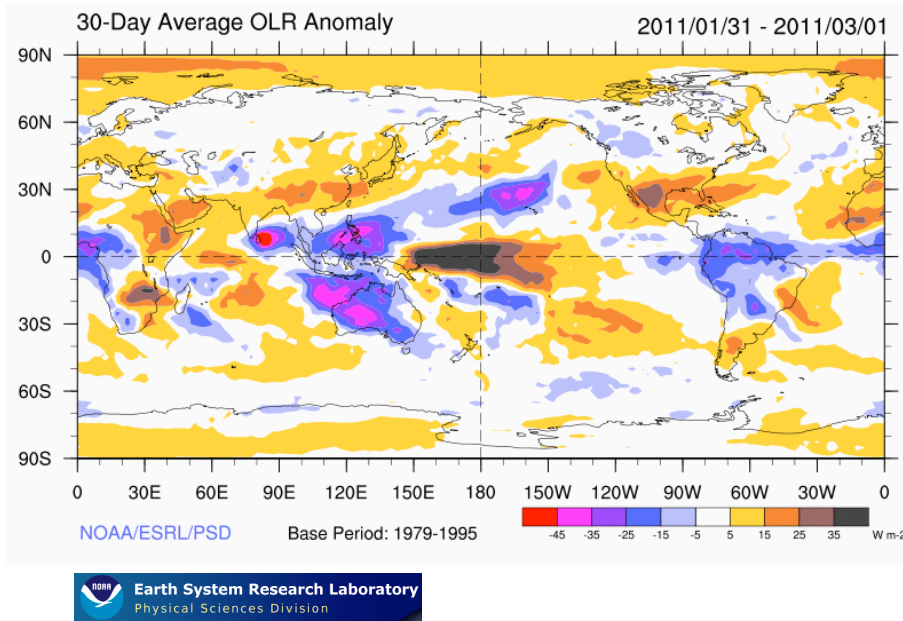 30-Day Average OLR Anomaly 2011/01/31 - 2011/03/01
90N
60N
30N
0
30S
60S
90S
0 30E 60E 90E 120E 150E 180 150W 120W 90W 60W 30W 0
-45 -35 -25 -15 -5 5 15 25 35 W m-2
NOAA/ESRL/PSD Base Period: 1979-1995
NOAA
Earth System Research Laboratory
Physical Sciences Division